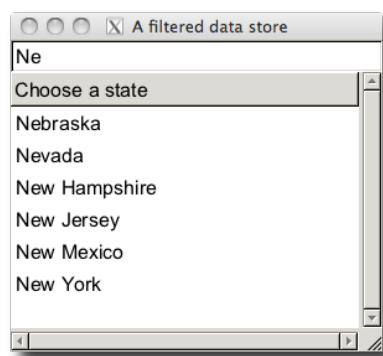 A filtered data store
Ne
Choose a state
Nebraska
Nevada
New Hampshire
New Jersey
New Mexico
New York